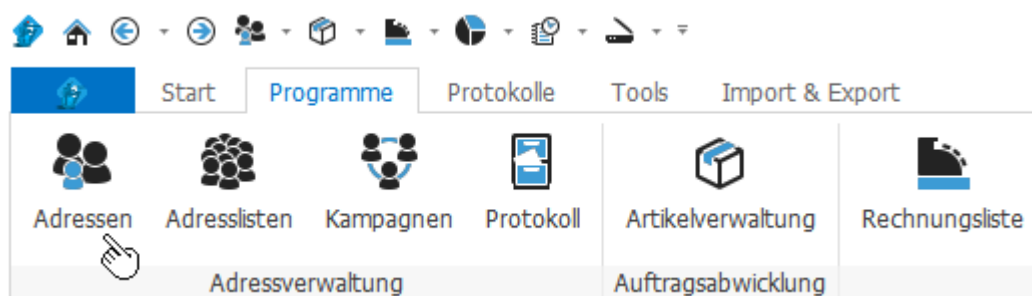 Start Programme Protokolle Tools Import & Export
Adressen Adresslisten Kampagnen Protokoll Artikelverwaltung Rechnungsliste
Adressverwaltung Auftragsabwicklung